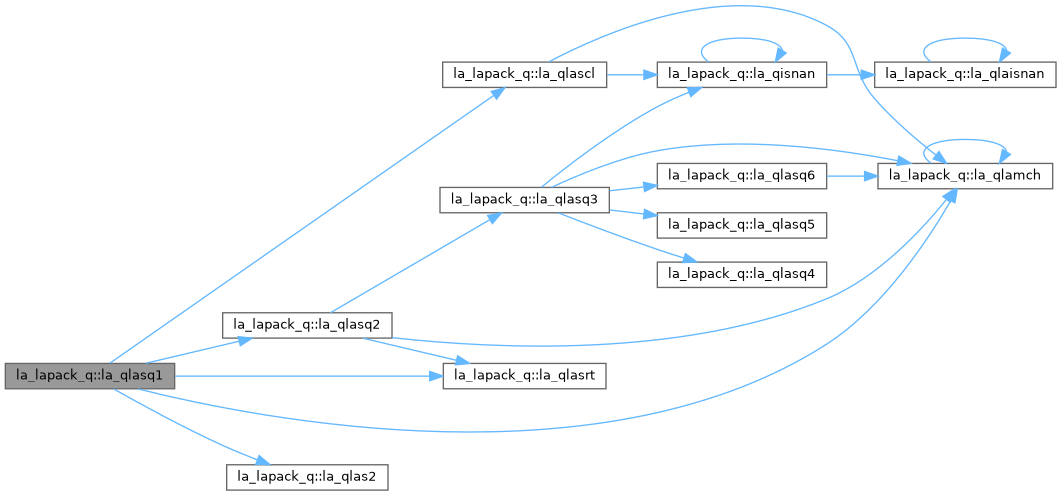 la_lapack_q::la_qlascl
la_lapack_q::la_qisnan
la_lapack_q::la_qlaisnan
la_lapack_q::la_qlasq6
la_lapack_q::la_qlamch
la_lapack_q::la_qlasq3
la_lapack_q::la_qlasq5
la_lapack_q::la_qlasq4
la_lapack_q::la_qlasq2
la_lapack_q::la_qlasq1
la_lapack_q::la_qlasrt
la_lapack_q::la_qlas2